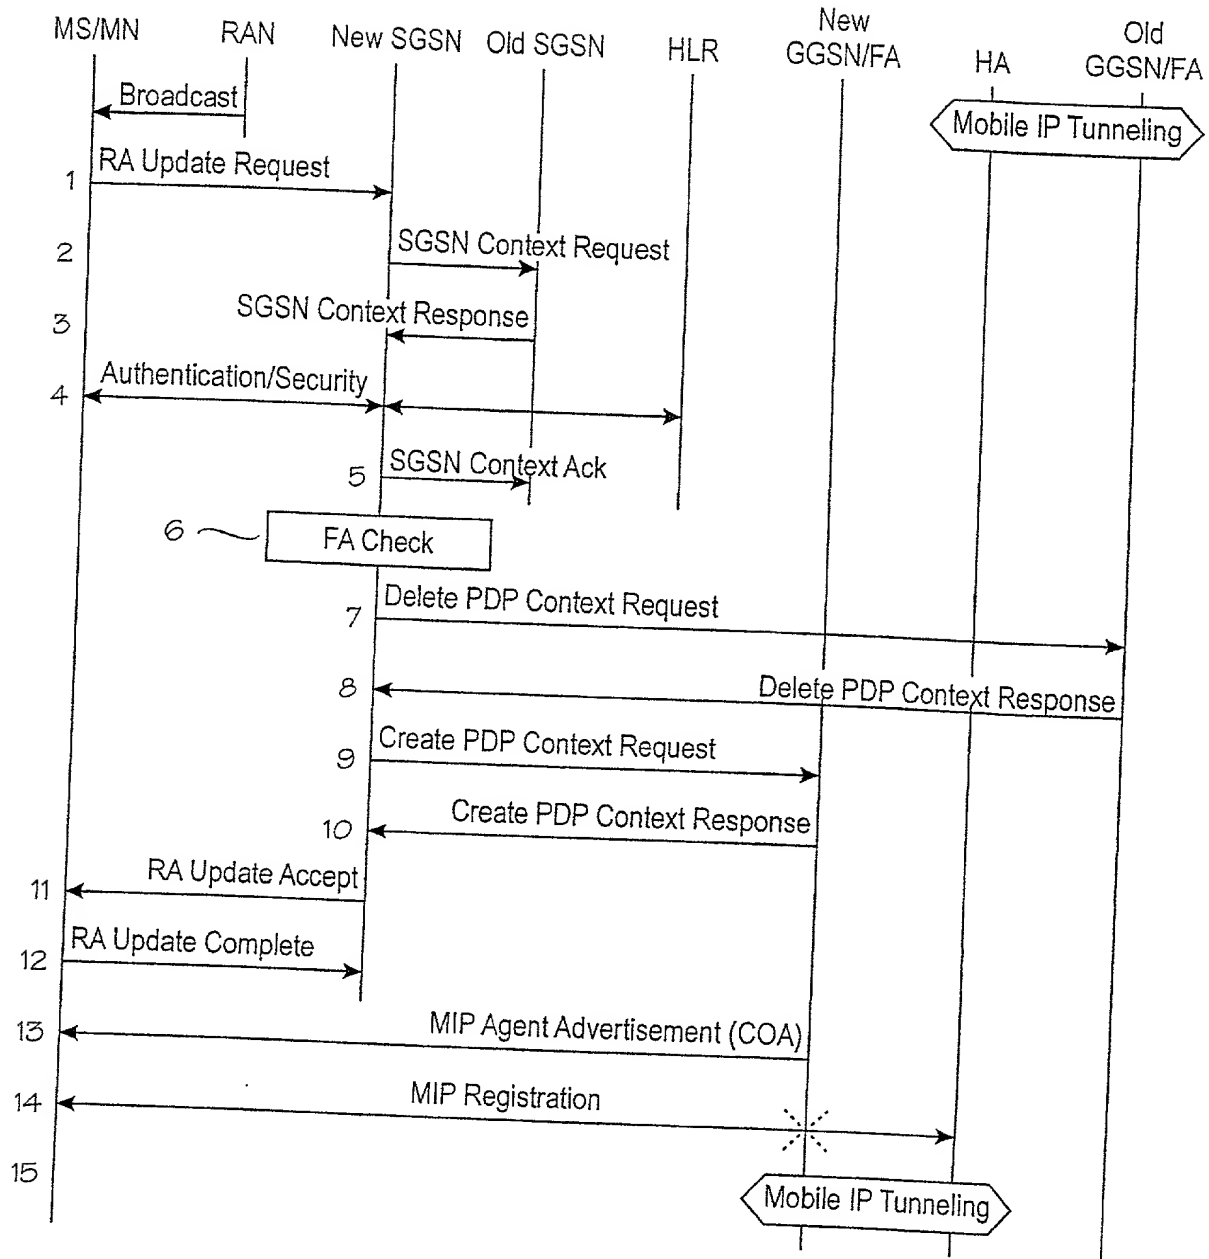 MS/MN
RAN
New SGSN
Old SGSN
HLR
New
GGSN/FA
HA
Old
GGSN/FA
Broadcast
Mobile IP Tunneling
1
RA Update Request
2
SGSN Context Request
3
SGSN Context Response
4
Authentication/Security
5
SGSN Context Ack
6
FA Check
7
Delete PDP Context Request
8
Delete PDP Context Response
9
Create PDP Context Request
10
Create PDP Context Response
11
RA Update Accept
12
RA Update Complete
13
MIP Agent Advertisement (COA)
14
MIP Registration
15
Mobile IP Tunneling